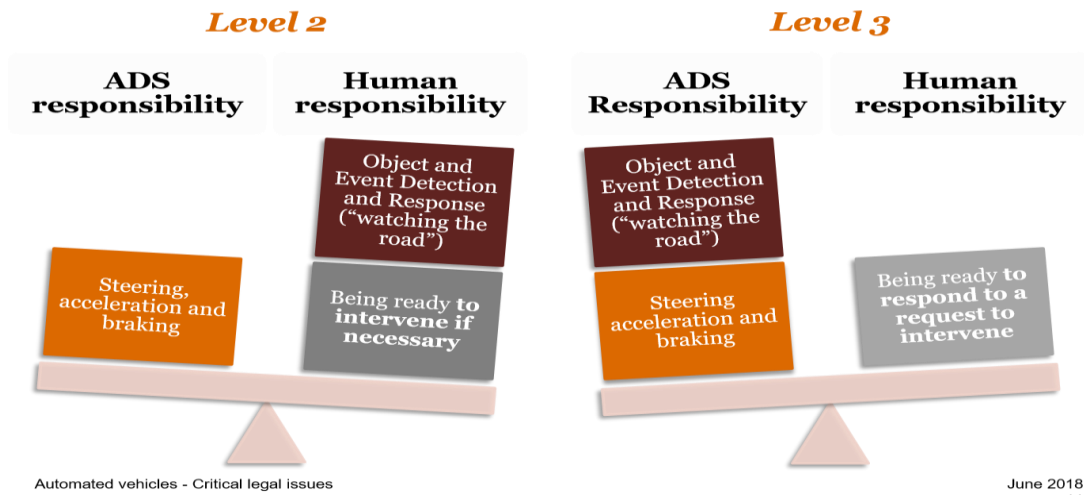 Level 2
ADS
responsibility
Human
responsibility
Object and
Event Detection
and Response
(“watching the
road”)
Steering,
acceleration and
braking
Being ready to
intervene if
necessary
Level 3
ADS
Responsibility
Human
responsibility
Object and
Event Detection
and Response
(“watching the
road”)
Steering
acceleration and
braking
Being ready to
respond to a
request to
intervene
Automated vehicles - Critical legal issues
June 2018